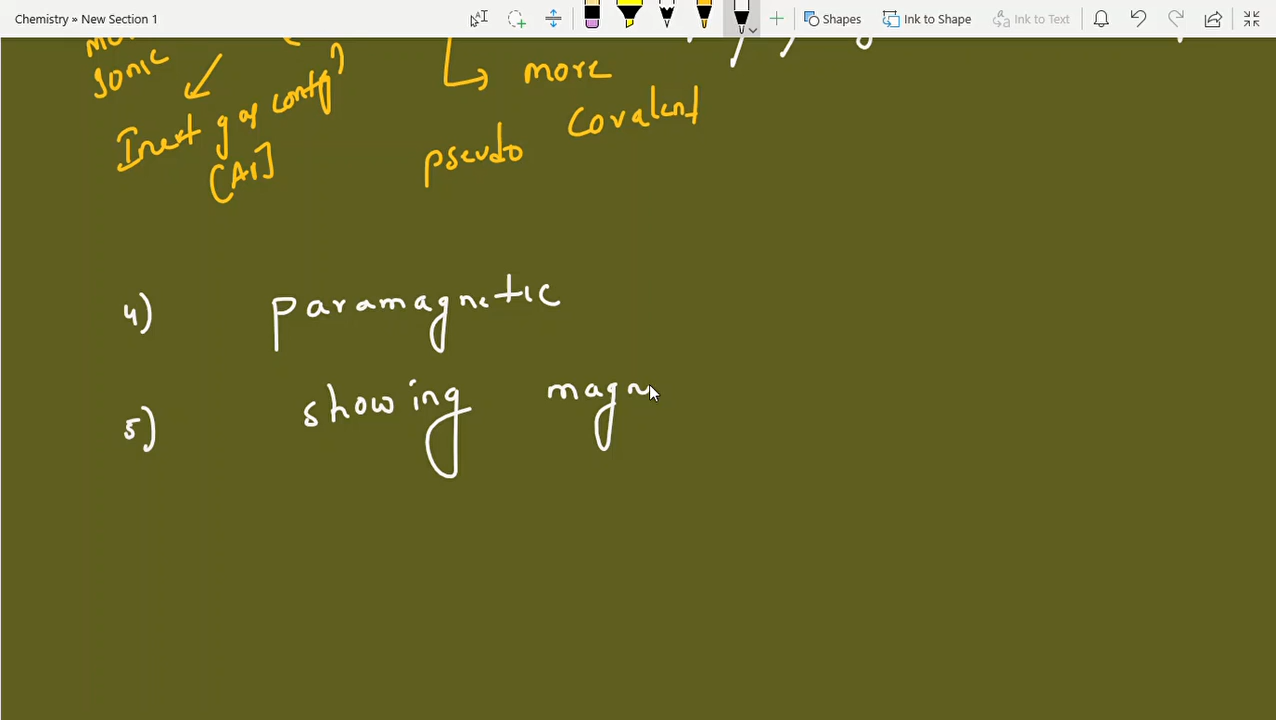 Chemistry » New Section 1
Shapes
Ink to Shape
Ink to Text
more
sonic
covalent
Inert gas config
[Ar]
pseudo
4) paramagnetic
5) showing magn